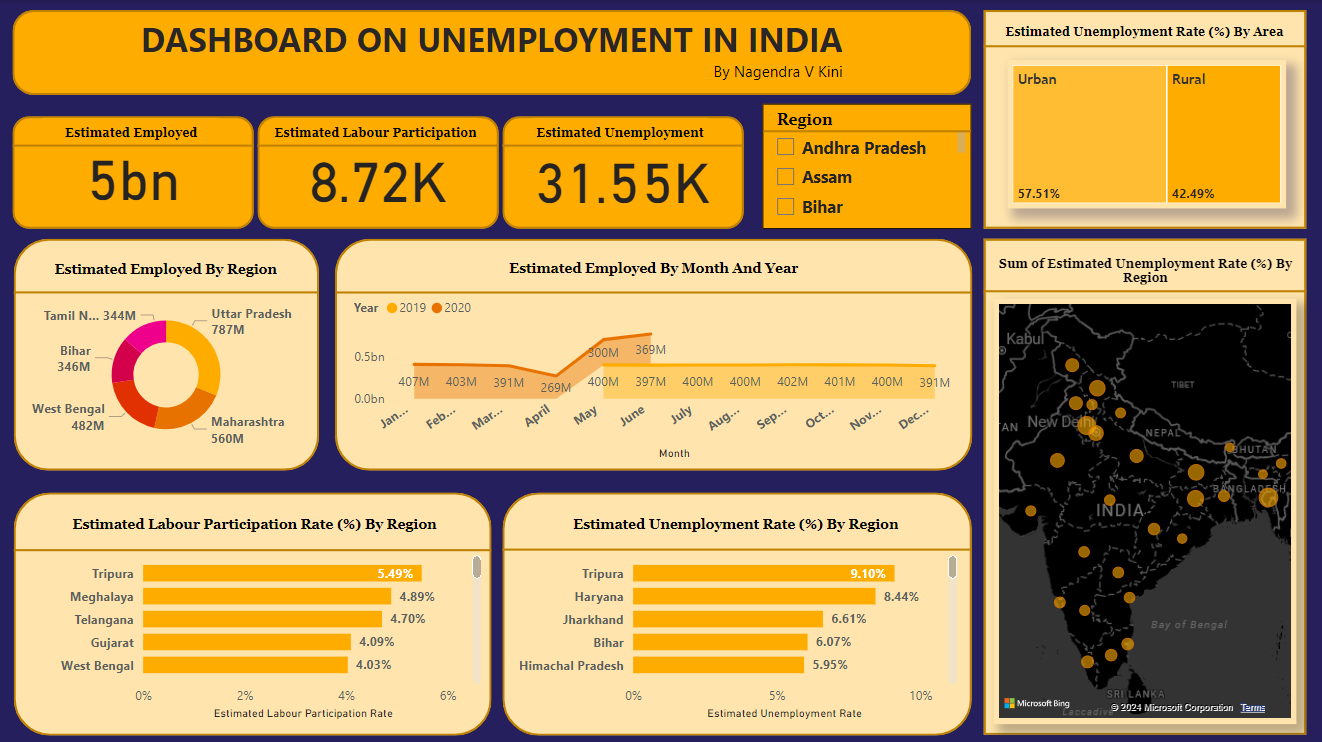 DASHBOARD ON UNEMPLOYMENT IN INDIA
By Nagendra V Kini
Estimated Employed
5bn
Estimated Labour Participation
8.72K
Estimated Unemployment
31.55K
Region
Andhra Pradesh
Assam
Bihar
Estimated Unemployment Rate (%) By Area
Urban
57.51%
Rural
42.49%
Estimated Employed By Region
Tamil N... 344M
Uttar Pradesh
787M
Bihar
346M
West Bengal
482M
Maharashtra
560M
Estimated Employed By Month And Year
Year 2019 2020
0.5bn
0.0bn
300M 369M
407M 403M 391M 269M 400M 397M 400M 400M 402M 401M 400M 391M
Jan... Feb... Mar... April May June July Aug... Sep... Oct... Nov... Dec...
Month
Sum of Estimated Unemployment Rate (%) By
Region
Kabul
TIBET
New Delhi
NEPAL
BHUTAN
BANGLADESH
INDIA
Bay of Bengal
SRI LANKA
Laccadive
Microsoft Bing
© 2024 Microsoft Corporation Terms
Estimated Labour Participation Rate (%) By Region
Tripura 5.49%
Meghalaya 4.89%
Telangana 4.70%
Gujarat 4.09%
West Bengal 4.03%
0% 2% 4% 6%
Estimated Labour Participation Rate
Estimated Unemployment Rate (%) By Region
Tripura 9.10%
Haryana 8.44%
Jharkhand 6.61%
Bihar 6.07%
Himachal Pradesh 5.95%
0% 5% 10%
Estimated Unemployment Rate